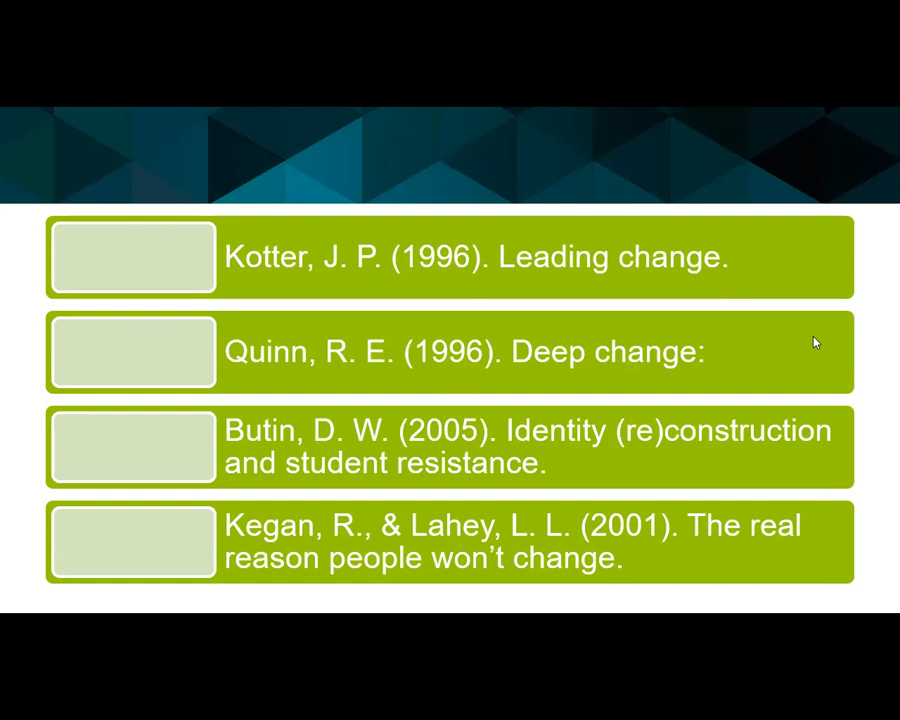 Kotter, J. P. (1996). Leading change.
Quinn, R. E. (1996). Deep change:
Butin, D. W. (2005). Identity (re)construction
and student resistance.
Kegan, R., & Lahey, L. L. (2001). The real
reason people won’t change.